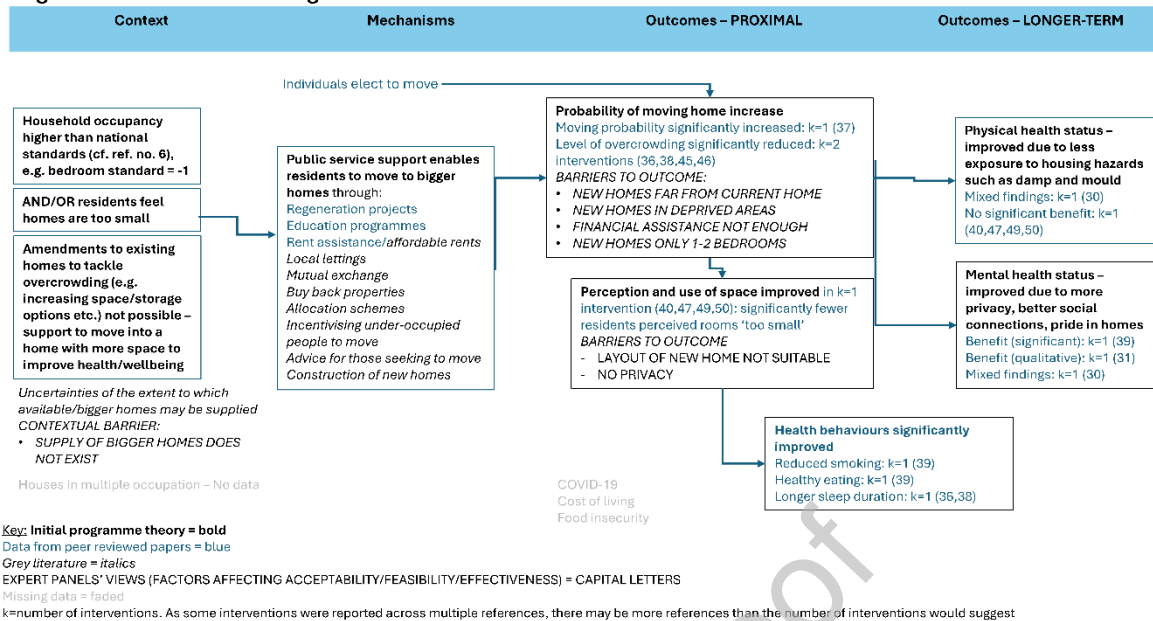 Context
Mechanisms
Outcomes – PROXIMAL
Outcomes – LONGER-TERM
Individuals elect to move
Household occupancy
higher than national
standards (cf. ref. no. 6),
e.g. bedroom standard = -1
AND/OR residents feel
homes are too small
Amendments to existing
homes to tackle
overcrowding (e.g.
increasing space/storage
options etc.) not possible –
support to move into a
home with more space to
improve health/wellbeing
Uncertainties of the extent to which
available/bigger homes may be supplied
CONTEXTUAL BARRIER:
• SUPPLY OF BIGGER HOMES DOES
NOT EXIST
Houses in multiple occupation – No data
Public service support enables
residents to move to bigger
homes through:
Regeneration projects
Education programmes
Rent assistance/affordable rents
Local lettings
Mutual exchange
Buy back properties
Allocation schemes
Incentivising under-occupied
people to move
Advice for those seeking to move
Construction of new homes
Probability of moving home increase
Moving probability significantly increased: k=1 (37)
Level of overcrowding significantly reduced: k=2
interventions (36,38,45,46)
BARRIERS TO OUTCOME:
• NEW HOMES FAR FROM CURRENT HOME
• NEW HOMES IN DEPRIVED AREAS
• FINANCIAL ASSISTANCE NOT ENOUGH
• NEW HOMES ONLY 1-2 BEDROOMS
Perception and use of space improved in k=1
intervention (40,47,49,50): significantly fewer
residents perceived rooms ‘too small’
BARRIERS TO OUTCOME
- LAYOUT OF NEW HOME NOT SUITABLE
- NO PRIVACY
Health behaviours significantly
improved
Reduced smoking: k=1 (39)
Healthy eating: k=1 (39)
Longer sleep duration: k=1 (36,38)
COVID-19
Cost of living
Food insecurity
Physical health status –
improved due to less
exposure to housing hazards
such as damp and mould
Mixed findings: k=1 (30)
No significant benefit: k=1
(40,47,49,50)
Mental health status –
improved due to more
privacy, better social
connections, pride in homes
Benefit (significant): k=1 (39)
Benefit (qualitative): k=1 (31)
Mixed findings: k=1 (30)
Key: Initial programme theory = bold
Data from peer reviewed papers = blue
Grey literature = italics
EXPERT PANELS’ VIEWS (FACTORS AFFECTING ACCEPTABILITY/FEASIBILITY/EFFECTIVENESS) = CAPITAL LETTERS
Missing data = faded
k=number of interventions. As some interventions were reported across multiple references, there may be more references than the number of interventions would suggest